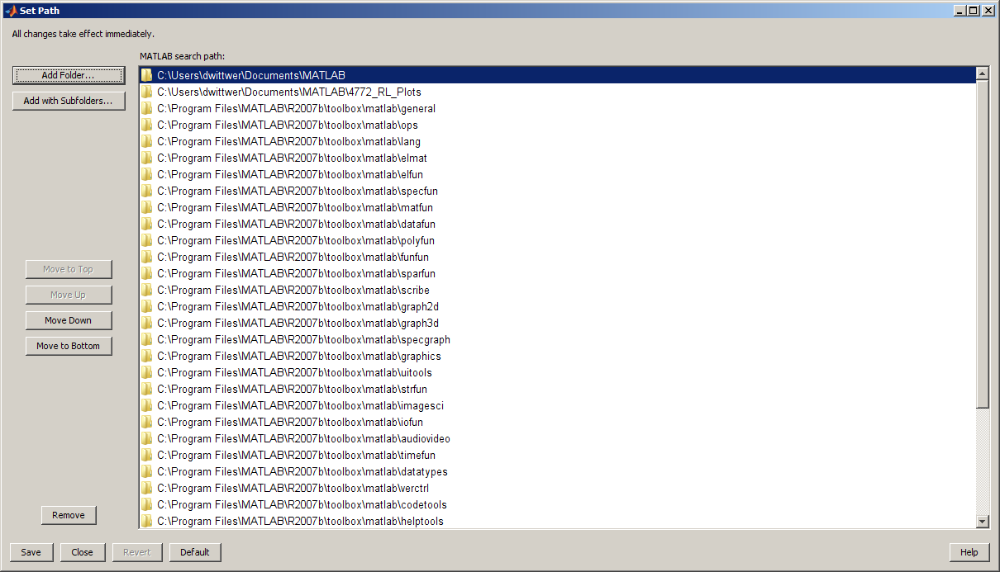 Set Path
All changes take effect immediately.
MATLAB search path:
Add Folder...
Add with Subfolders...
Move to Top
Move Up
Move Down
Move to Bottom
Remove
C:\Users\dwittwer\Documents\MATLAB
C:\Users\dwittwer\Documents\MATLAB\4772_RL_Plots
C:\Program Files\MATLAB\R2007b\toolbox\matlab\general
C:\Program Files\MATLAB\R2007b\toolbox\matlab\ops
C:\Program Files\MATLAB\R2007b\toolbox\matlab\lang
C:\Program Files\MATLAB\R2007b\toolbox\matlab\elmat
C:\Program Files\MATLAB\R2007b\toolbox\matlab\elfun
C:\Program Files\MATLAB\R2007b\toolbox\matlab\specfun
C:\Program Files\MATLAB\R2007b\toolbox\matlab\matfun
C:\Program Files\MATLAB\R2007b\toolbox\matlab\datafun
C:\Program Files\MATLAB\R2007b\toolbox\matlab\polyfun
C:\Program Files\MATLAB\R2007b\toolbox\matlab\funfun
C:\Program Files\MATLAB\R2007b\toolbox\matlab\sparfun
C:\Program Files\MATLAB\R2007b\toolbox\matlab\scribe
C:\Program Files\MATLAB\R2007b\toolbox\matlab\graph2d
C:\Program Files\MATLAB\R2007b\toolbox\matlab\graph3d
C:\Program Files\MATLAB\R2007b\toolbox\matlab\specgraph
C:\Program Files\MATLAB\R2007b\toolbox\matlab\graphics
C:\Program Files\MATLAB\R2007b\toolbox\matlab\uitools
C:\Program Files\MATLAB\R2007b\toolbox\matlab\strfun
C:\Program Files\MATLAB\R2007b\toolbox\matlab\imagesci
C:\Program Files\MATLAB\R2007b\toolbox\matlab\iofun
C:\Program Files\MATLAB\R2007b\toolbox\matlab\audiovideo
C:\Program Files\MATLAB\R2007b\toolbox\matlab\timefun
C:\Program Files\MATLAB\R2007b\toolbox\matlab\datatypes
C:\Program Files\MATLAB\R2007b\toolbox\matlab\verctrl
C:\Program Files\MATLAB\R2007b\toolbox\matlab\codetools
C:\Program Files\MATLAB\R2007b\toolbox\matlab\helptools
Save
Close
Revert
Default
Help